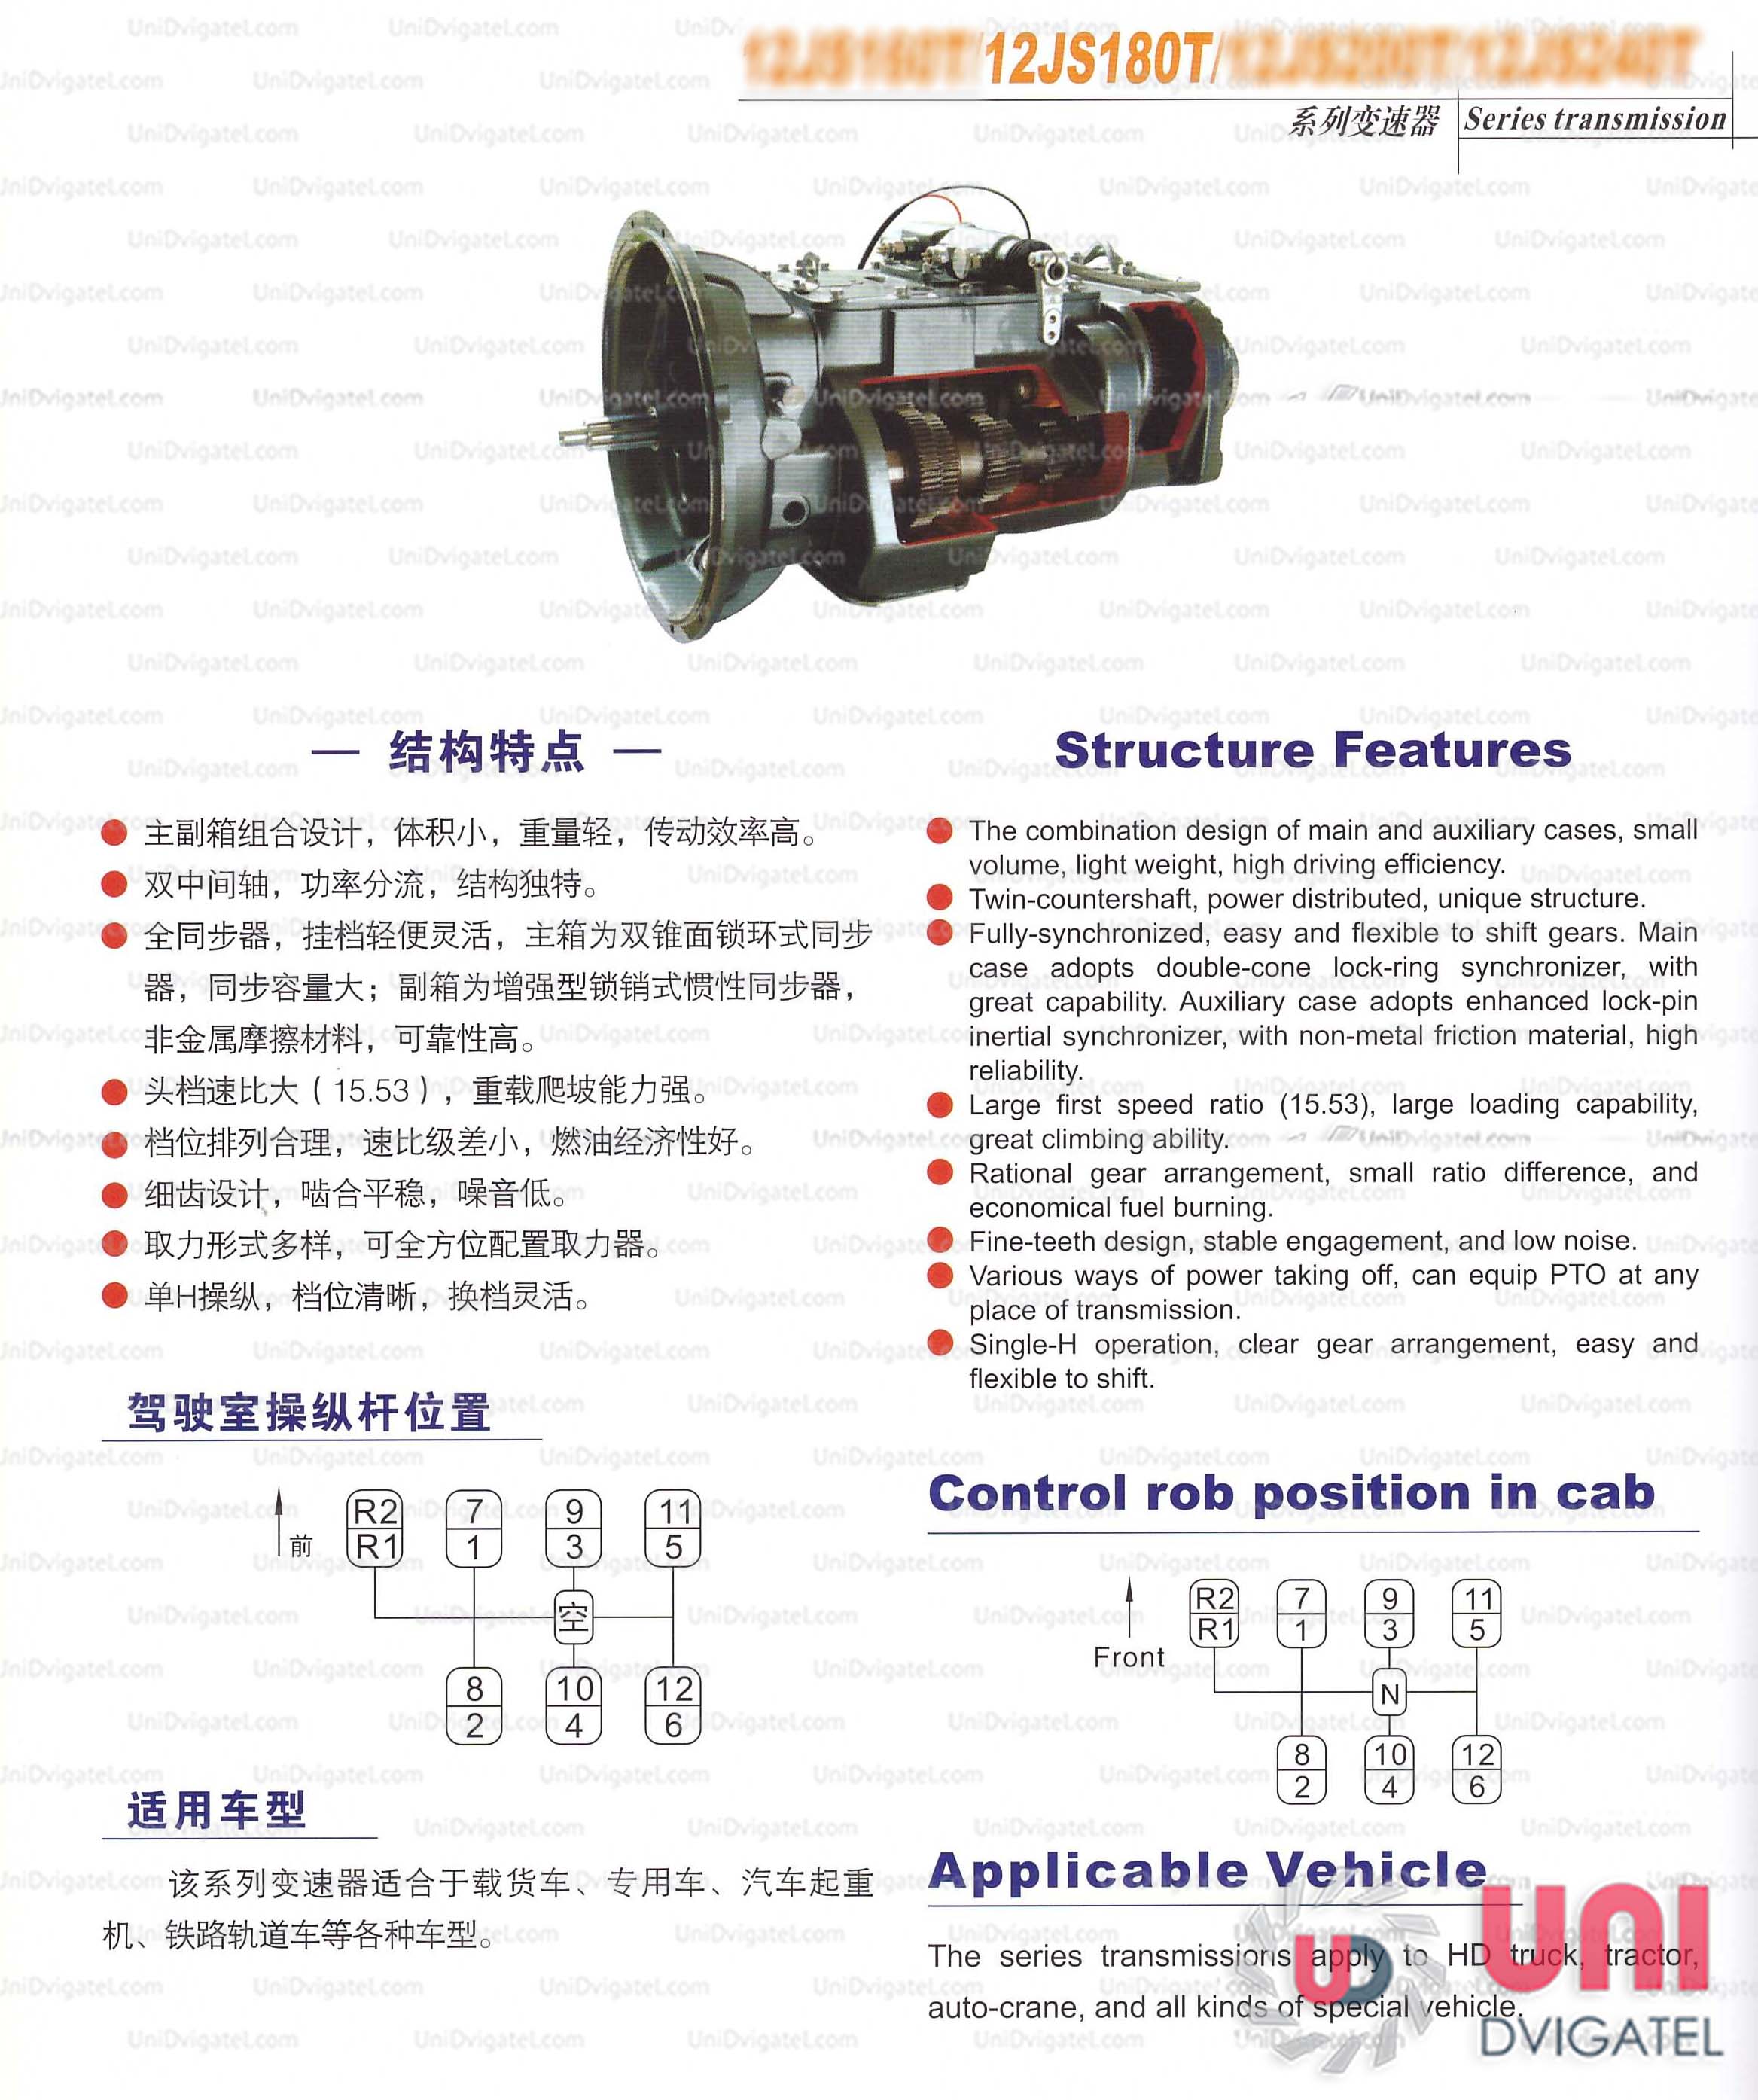 12JS180T/
系列变速器 Series transmission
— 结构特点 —
主副箱组合设计，体积小，重量轻，传动效率高。
双中间轴，功率分流，结构独特。
全同步器，挂档轻便灵活，主箱为双锥面锁环式同步
器，同步容量大；副箱为增强型锁销式惯性同步器，
非金属摩擦材料，可靠性高。
头档速比大（15.53），重载爬坡能力强。
档位排列合理，速比级差小，燃油经济性好。
细齿设计，啮合平稳，噪音低。
取力形式多样，可全方位配置取力器。
单H操纵，档位清晰，换档灵活。
驾驶室操纵杆位置
前
R2 7 9 11
R1 1 3 5
空
8 10 12
2 4 6
适用车型
该系列变速器适合于载货车、专用车、汽车起重
机、铁路轨道车等各种车型。
Structure Features
The combination design of main and auxiliary cases, small
volume, light weight, high driving efficiency.
Twin-countershaft, power distributed, unique structure.
Fully-synchronized, easy and flexible to shift gears. Main
case adopts double-cone lock-ring synchronizer, with
great capability. Auxiliary case adopts enhanced lock-pin
inertial synchronizer, with non-metal friction material, high
reliability.
Large first speed ratio (15.53), large loading capability,
great climbing ability.
Rational gear arrangement, small ratio difference, and
economical fuel burning.
Fine-teeth design, stable engagement, and low noise.
Various ways of power taking off, can equip PTO at any
place of transmission.
Single-H operation, clear gear arrangement, easy and
flexible to shift.
Control rob position in cab
Front
R2 7 9 11
R1 1 3 5
N
8 10 12
2 4 6
Applicable Vehicle
The series transmissions apply to HD truck, tractor,
auto-crane, and all kinds of special vehicle.
UD UNI
DVIGATEL
UniDvigatel.com